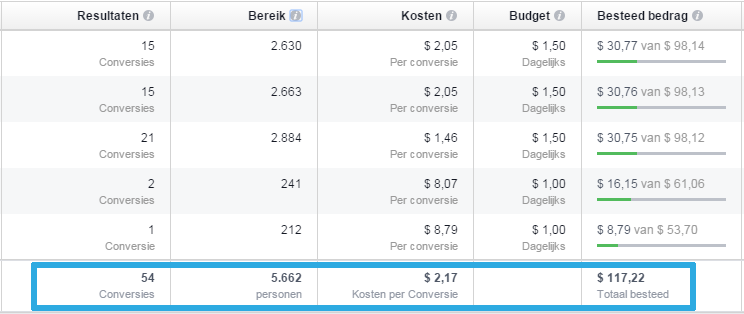 Resultaten Bereik Kosten Budget Besteed bedrag
15 2.630 $ 2,05 $ 1,50 $ 30,77 van $ 98,14
Conversies Per conversie Dagelijks
15 2.663 $ 2,05 $ 1,50 $ 30,76 van $ 98,13
Conversies Per conversie Dagelijks
21 2.884 $ 1,46 $ 1,50 $ 30,75 van $ 98,12
Conversies Per conversie Dagelijks
2 241 $ 8,07 $ 1,00 $ 16,15 van $ 61,06
Conversies Per conversie Dagelijks
1 212 $ 8,79 $ 1,00 $ 8,79 van $ 53,70
Conversie Per conversie Dagelijks
54 5.662 $ 2,17 $ 117,22
Conversies personen Kosten per Conversie Totaal besteed